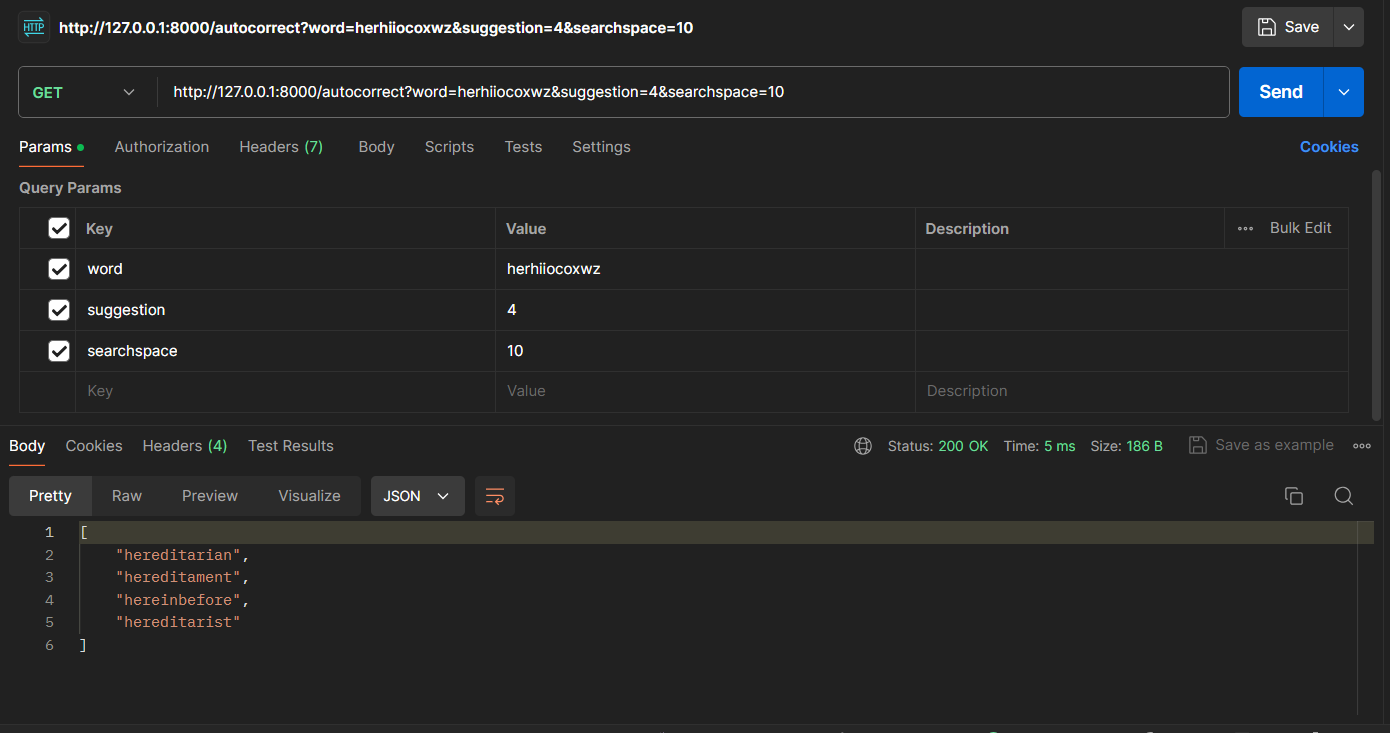 HTTP http://127.0.0.1:8000/autocorrect?word=herhiiocoxwz&suggestion=4&searchspace=10 Save
GET http://127.0.0.1:8000/autocorrect?word=herhiiocoxwz&suggestion=4&searchspace=10 Send
Params Authorization Headers (7) Body Scripts Tests Settings Cookies
Query Params
Key Value Description Bulk Edit
word herhiiocoxwz
suggestion 4
searchspace 10
Key Value Description
Body Cookies Headers (4) Test Results Status: 200 OK Time: 5 ms Size: 186 B Save as example
Pretty Raw Preview Visualize JSON
1 [
2 "hereditarian",
3 "hereditament",
4 "hereinbefore",
5 "hereditarist"
6 ]